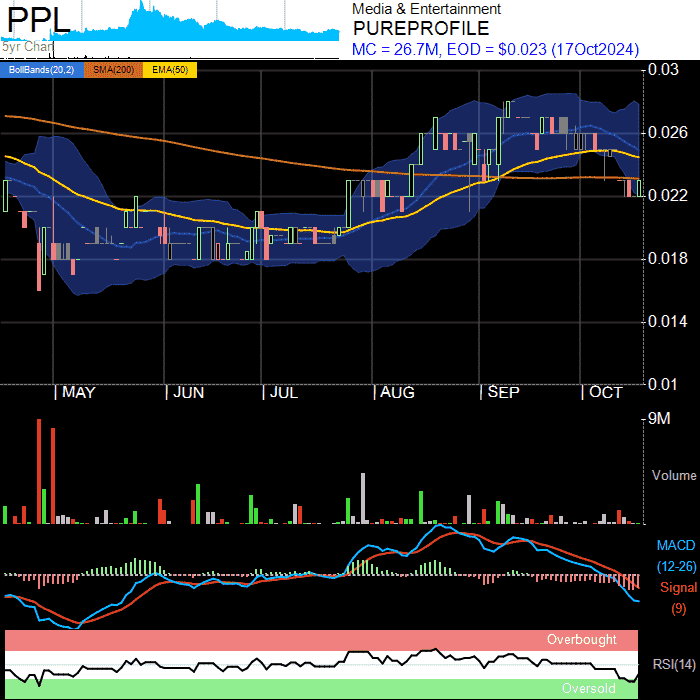 PPL
5yr Chart
Media & Entertainment
PUREPROFILE
MC = 26.7M, EOD = $0.023 (17Oct2024)
BollBands(20,2) SMA(200) EMA(50)
0.03
0.026
0.022
0.018
0.014
0.01
MAY JUN JUL AUG SEP OCT
9M
Volume
MACD
(12-26)
Signal
(9)
Overbought
RSI(14)
Oversold